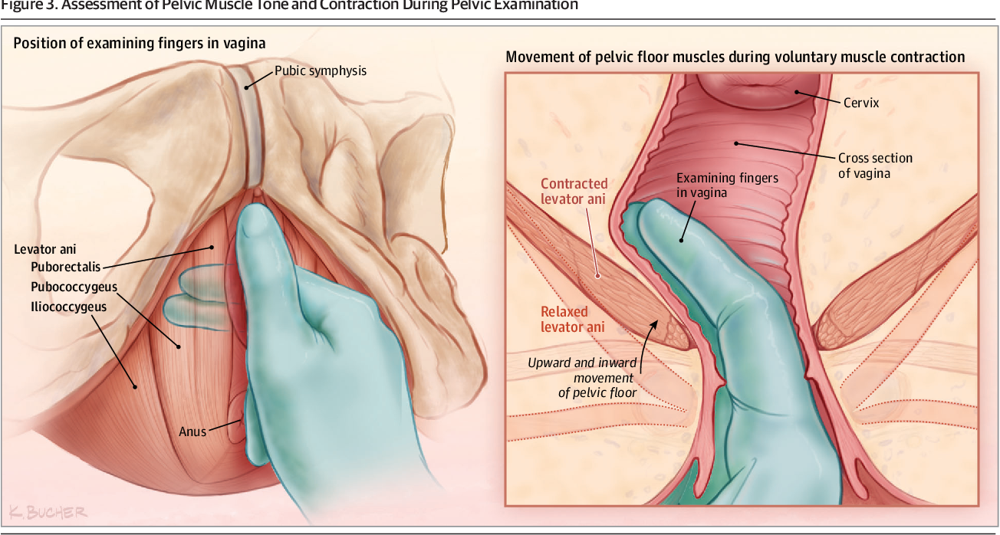 Figure 3. Assessment of Pelvic Muscle Tone and Contraction During Pelvic Examination
Position of examining fingers in vagina
Pubic symphysis
Levator ani
Puborectalis
Pubococcygeus
Iliococcygeus
Anus
K. BUCHER
Movement of pelvic floor muscles during voluntary muscle contraction
Cervix
Cross section
of vagina
Examining fingers
in vagina
Contracted
levator ani
Relaxed
levator ani
Upward and inward
movement
of pelvic floor